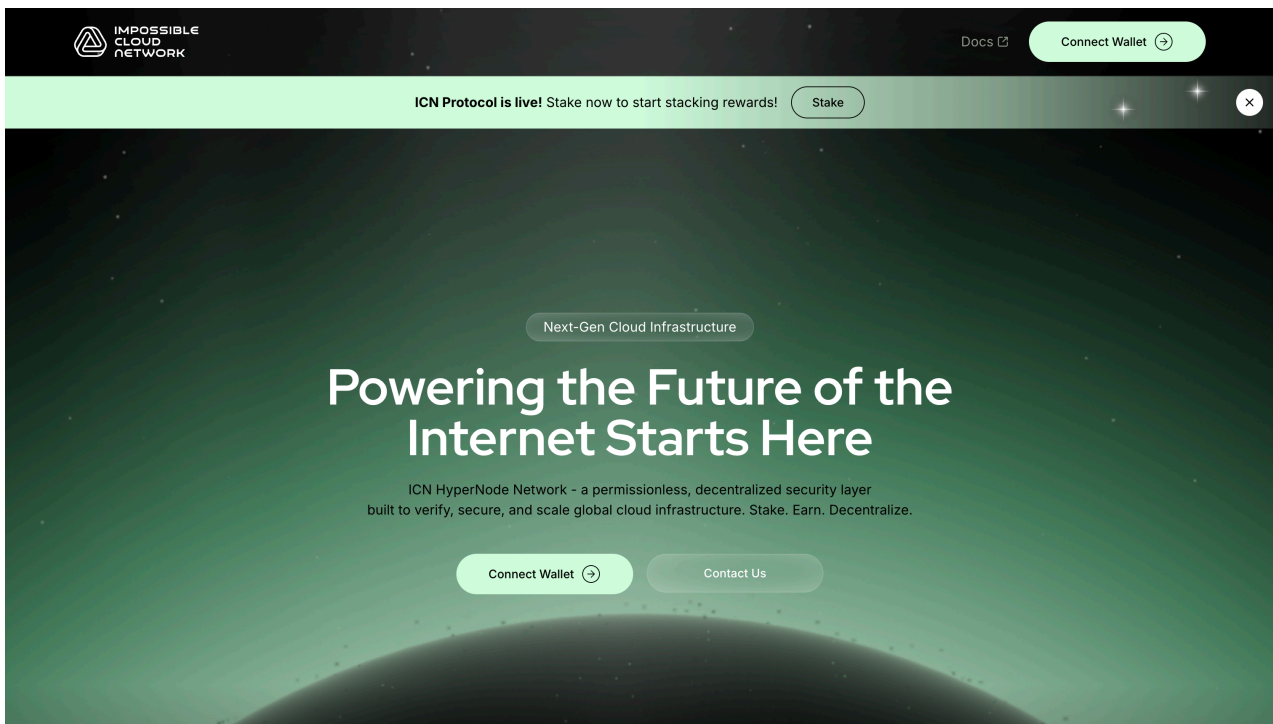 IMPOSSIBLE
CLOUD
NETWORK
Docs
Connect Wallet
ICN Protocol is live! Stake now to start stacking rewards!
Stake
Next-Gen Cloud Infrastructure
Powering the Future of the
Internet Starts Here
ICN HyperNode Network - a permissionless, decentralized security layer
built to verify, secure, and scale global cloud infrastructure. Stake. Earn. Decentralize.
Connect Wallet
Contact Us